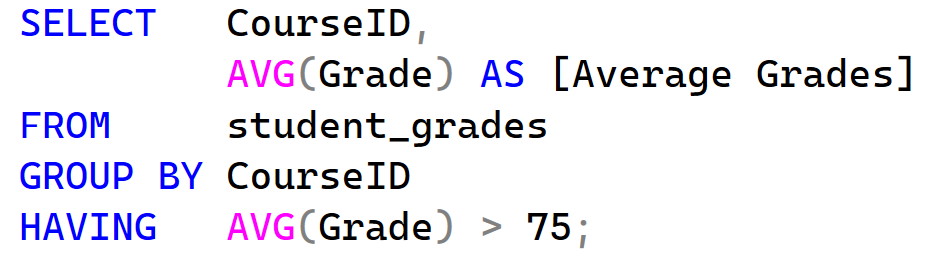 SELECT   CourseID,
         AVG(Grade) AS [Average Grades]
FROM     student_grades
GROUP BY CourseID
HAVING   AVG(Grade) > 75;